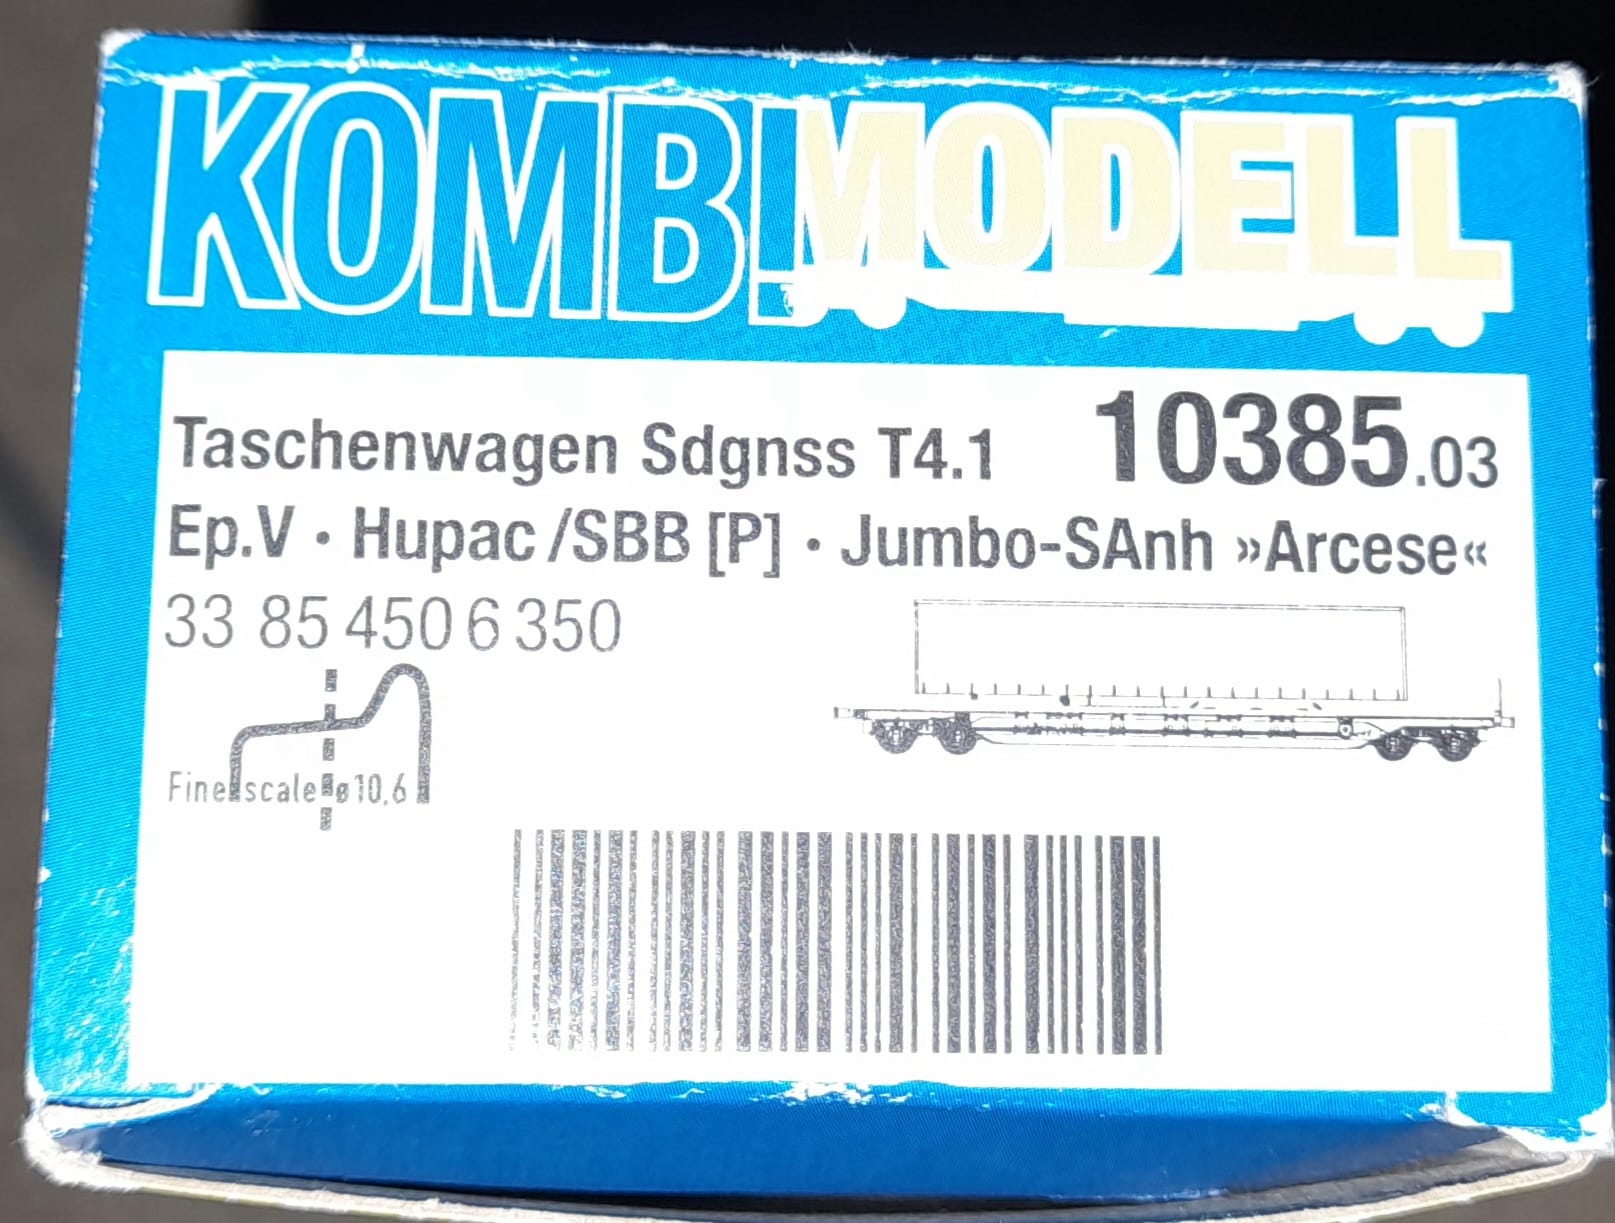 KOMBIMODELL
Taschenwagen Sdgnss T4.1 10385.03
Ep.V • Hupac/SBB [P] • Jumbo-SAnh »Arcese«
33 85 450 6 350
Finescale ø10,6